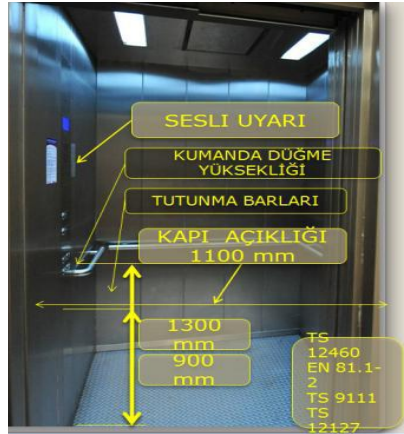 SESLI UYARI
KUMANDA DÜĞME
YÜKSEKLİĞİ
TUTUNMA BARLARI
KAPI AÇIKLIĞI
1100 mm
1300
mm
900
mm
TS
12460
EN 81.1-
2
TS 9111
TS
12127